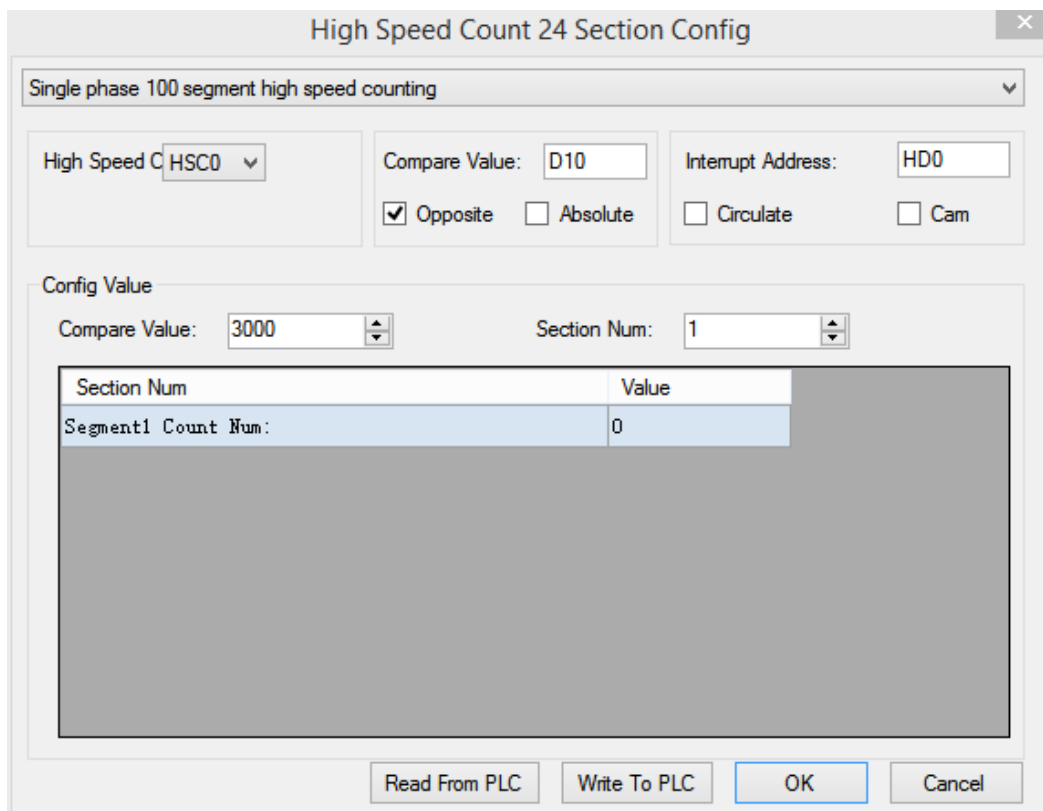 High Speed Count 24 Section Config
Single phase 100 segment high speed counting
High Speed C HSC0
Compare Value: D10
Opposite Absolute
Interrupt Address: HD0
Circulate Cam
Config Value
Compare Value: 3000 Section Num: 1
Section Num Value
Segment1 Count Num: 0
Read From PLC Write To PLC OK Cancel